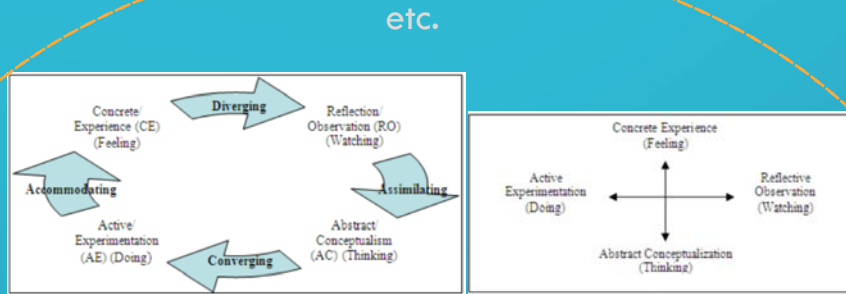 etc.
Diverging
Concrete/
Experience (CE)
(Feeling)
Reflection/
Observation (RO)
(Watching)
Accommodating
Assimilating
Active/
Experimentation
(AE) (Doing)
Abstract/
Conceptualism
(AC) (Thinking)
Converging
Concrete Experience
(Feeling)
Active
Experimentation
(Doing)
Reflective
Observation
(Watching)
Abstract Conceptualization
(Thinking)